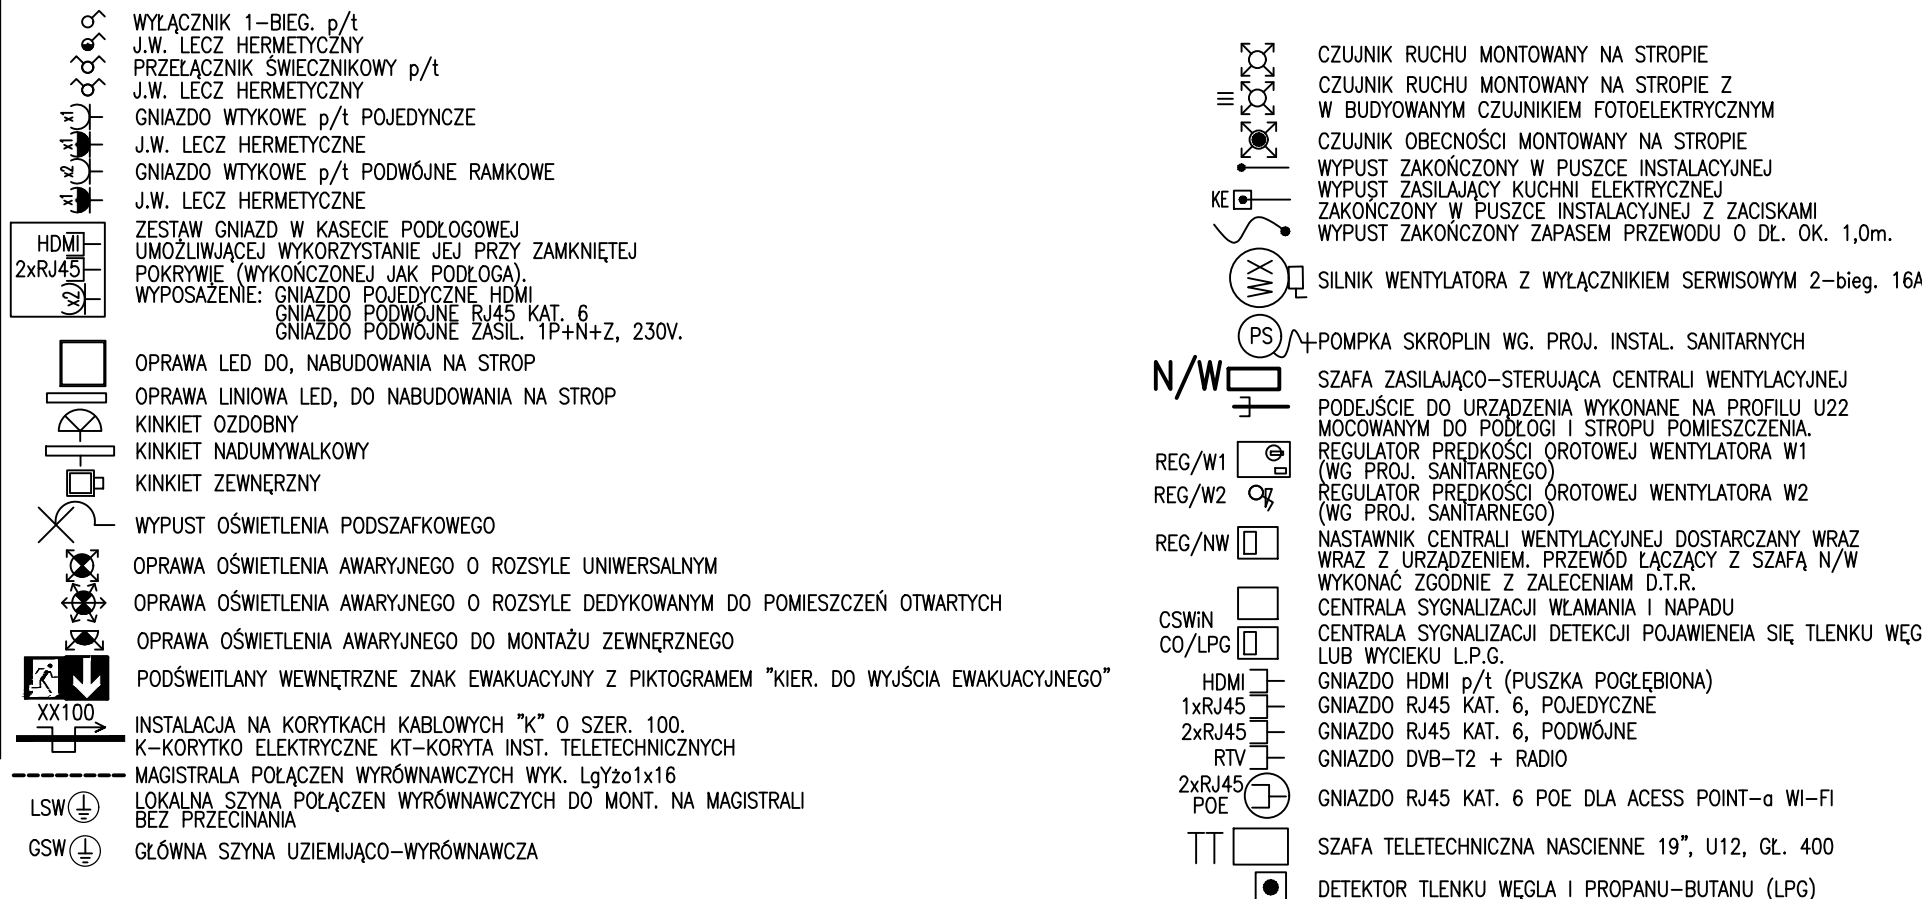 WYŁĄCZNIK 1-BIEG. p/t
J.W. LECZ HERMETYCZNY
PRZEŁĄCZNIK ŚWIECZNIKOWY p/t
J.W. LECZ HERMETYCZNY
x1 GNIAZDO WTYKOWE p/t POJEDYNCZE
x1 J.W. LECZ HERMETYCZNE
x2 GNIAZDO WTYKOWE p/t PODWÓJNE RAMKOWE
x1 J.W. LECZ HERMETYCZNE
ZESTAW GNIAZD W KASECIE PODŁOGOWEJ
HDMI UMOŻLIWJĄCEJ WYKORZYSTANIE JEJ PRZY ZAMKNIĘTEJ
2xRJ45 POKRYWIE (WYKOŃCZONEJ JAK PODŁOGA).
x2 WYPOSAŻENIE: GNIAZDO POJEDYCZNE HDMI
GNIAZDO PODWÓJNE RJ45 KAT. 6
GNIAZDO PODWÓJNE ZASIL. 1P+N+Z, 230V.
OPRAWA LED DO, NABUDOWANIA NA STROP
OPRAWA LINIOWA LED, DO NABUDOWANIA NA STROP
KINKIET OZDOBNY
KINKIET NADUMYWALKOWY
KINKIET ZEWNĘRZNY
WYPUST OŚWIETLENIA PODSZAFKOWEGO
OPRAWA OŚWIETLENIA AWARYJNEGO O ROZSYLE UNIWERSALNYM
OPRAWA OŚWIETLENIA AWARYJNEGO O ROZSYLE DEDYKOWANYM DO POMIESZCZEŃ OTWARTYCH
OPRAWA OŚWIETLENIA AWARYJNEGO DO MONTAŻU ZEWNĘRZNEGO
PODŚWEITLANY WEWNĘTRZNE ZNAK EWAKUACYJNY Z PIKTOGRAMEM "KIER. DO WYJŚCIA EWAKUACYJNEGO"
XX100
INSTALACJA NA KORYTKACH KABLOWYCH "K" O SZER. 100.
K-KORYTKO ELEKTRYCZNE KT-KORYTA INST. TELETECHNICZNYCH
MAGISTRALA POŁĄCZEN WYRÓWNAWCZYCH WYK. LgYżo1x16
LSW LOKALNA SZYNA POŁĄCZEN WYRÓWNAWCZYCH DO MONT. NA MAGISTRALI
BEZ PRZECINANIA
GSW GŁÓWNA SZYNA UZIEMIJĄCO-WYRÓWNAWCZA
CZUJNIK RUCHU MONTOWANY NA STROPIE
CZUJNIK RUCHU MONTOWANY NA STROPIE Z
W BUDYOWANYM CZUJNIKIEM FOTOELEKTRYCZNYM
CZUJNIK OBECNOŚCI MONTOWANY NA STROPIE
WYPUST ZAKOŃCZONY W PUSZCE INSTALACYJNEJ
KE WYPUST ZASILAJĄCY KUCHNI ELEKTRYCZNEJ
ZAKOŃCZONY W PUSZCE INSTALACYJNEJ Z ZACISKAMI
WYPUST ZAKOŃCZONY ZAPASEM PRZEWODU O DŁ. OK. 1,0m.
SILNIK WENTYLATORA Z WYŁĄCZNIKIEM SERWISOWYM 2-bieg. 16A
PS POMPKA SKROPLIN WG. PROJ. INSTAL. SANITARNYCH
N/W SZAFA ZASILAJĄCO-STERUJĄCA CENTRALI WENTYLACYJNEJ
PODEJŚCIE DO URZĄDZENIA WYKONANE NA PROFILU U22
MOCOWANYM DO PODŁOGI I STROPU POMIESZCZENIA.
REG/W1 REGULATOR PRĘDKOŚCI OROTOWEJ WENTYLATORA W1
(WG PROJ. SANITARNEGO)
REG/W2 REGULATOR PRĘDKOŚCI OROTOWEJ WENTYLATORA W2
(WG PROJ. SANITARNEGO)
REG/NW NASTAWNIK CENTRALI WENTYLACYJNEJ DOSTARCZANY WRAZ
WRAZ Z URZĄDZENIEM. PRZEWÓD ŁĄCZĄCY Z SZAFĄ N/W
WYKONAĆ ZGODNIE Z ZALECENIAM D.T.R.
CSWiN CENTRALA SYGNALIZACJI WŁAMANIA I NAPADU
CO/LPG CENTRALA SYGNALIZACJI DETEKCJI POJAWIENEIA SIĘ TLENKU WĘG
LUB WYCIEKU L.P.G.
HDMI GNIAZDO HDMI p/t (PUSZKA POGŁĘBIONA)
1xRJ45 GNIAZDO RJ45 KAT. 6, POJEDYCZNE
2xRJ45 GNIAZDO RJ45 KAT. 6, PODWÓJNE
RTV GNIAZDO DVB-T2 + RADIO
2xRJ45
POE GNIAZDO RJ45 KAT. 6 POE DLA ACESS POINT-a WI-FI
TT SZAFA TELETECHNICZNA NASCIENNE 19", U12, GŁ. 400
DETEKTOR TLENKU WĘGLA I PROPANU-BUTANU (LPG)